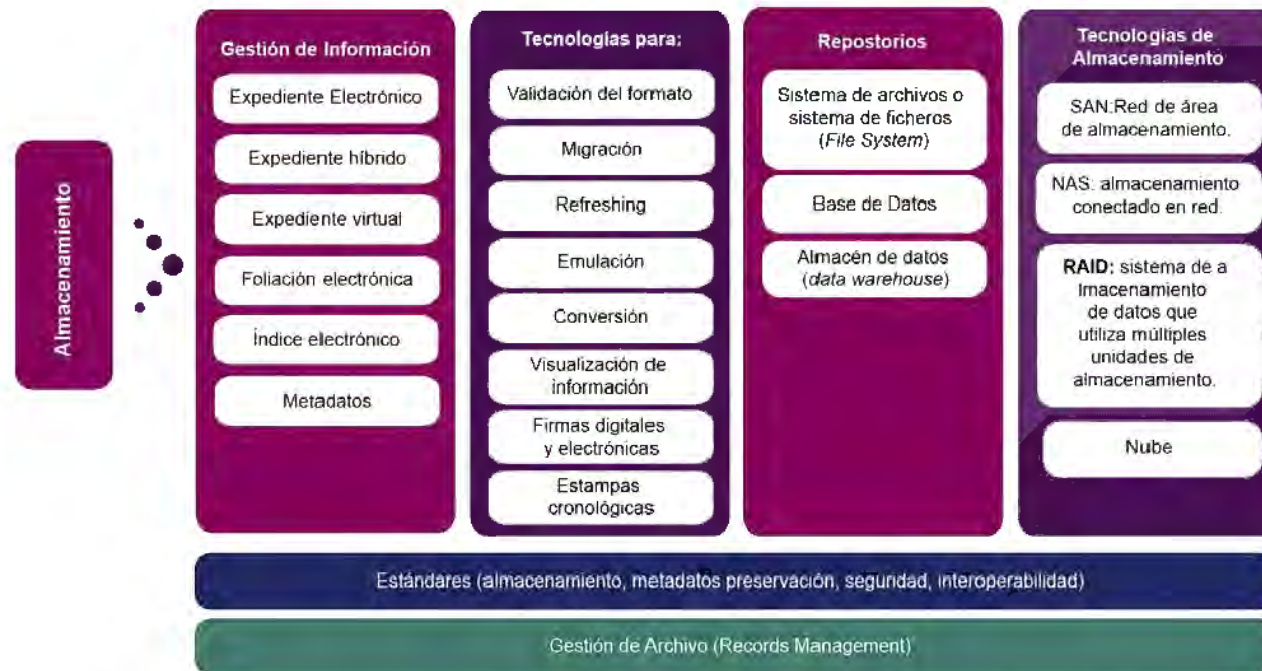 Almacenamiento
Gestión de Información
Expediente Electrónico
Expediente híbrido
Expediente virtual
Foliación electrónica
Índice electrónico
Metadatos
Tecnologías para:
Validación del formato
Migración
Refreshing
Emulación
Conversión
Visualización de
información
Firmas digitales
y electrónicas
Estampas
cronológicas
Repostorios
Sistema de archivos o
sistema de ficheros
(File System)
Base de Datos
Almacén de datos
(data warehouse)
Tecnologías de
Almacenamiento
SAN:Red de área
de almacenamiento.
NAS: almacenamiento
conectado en red.
RAID: sistema de a
lmacenamiento
de datos que
utiliza múltiples
unidades de
almacenamiento.
Nube
Estándares (almacenamiento, metadatos preservación, seguridad, interoperabilidad)
Gestión de Archivo (Records Management)